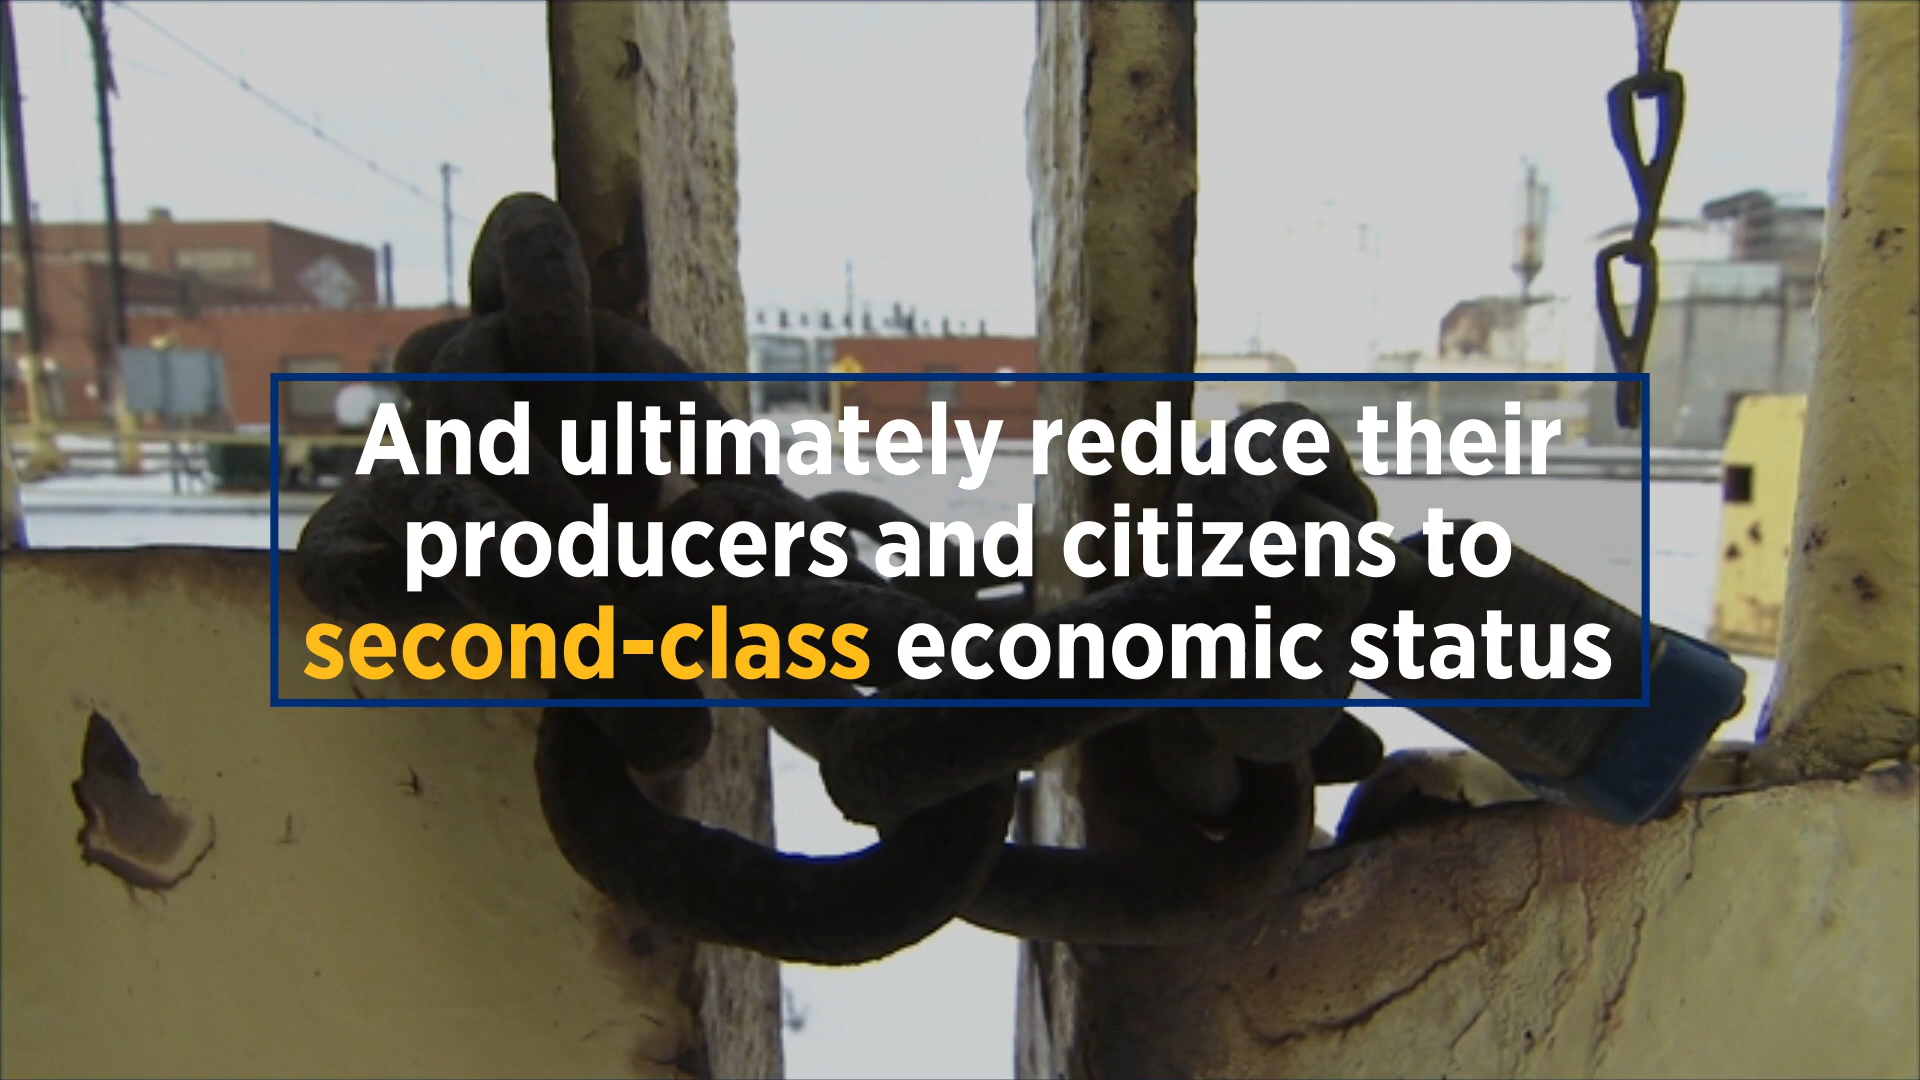 And ultimately reduce their
producers and citizens to
second-class economic status